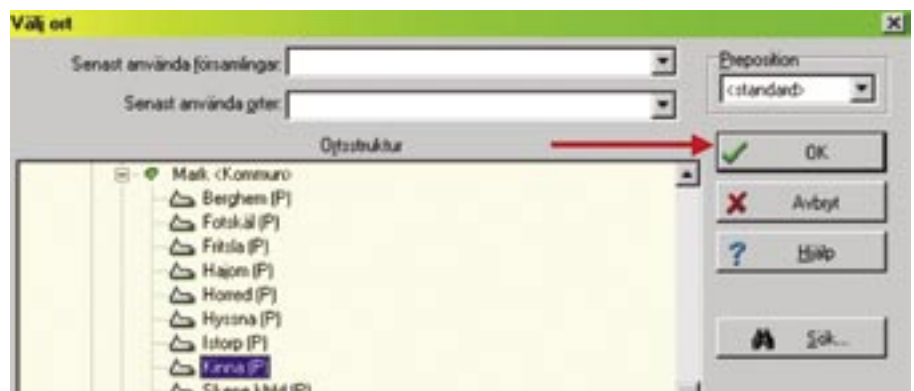 Välj ort
Senast använda församlingar:
Senast använda orter:
Preposition
<standard>
Ortsstruktur
OK
Avbryt
Hjälp
Sök...
Mark <Kommun>
Berghem (P)
Fotskäl (P)
Fritsla (P)
Hajom (P)
Horred (P)
Hyssna (P)
Istorp (P)
Kinna (P)
(P)